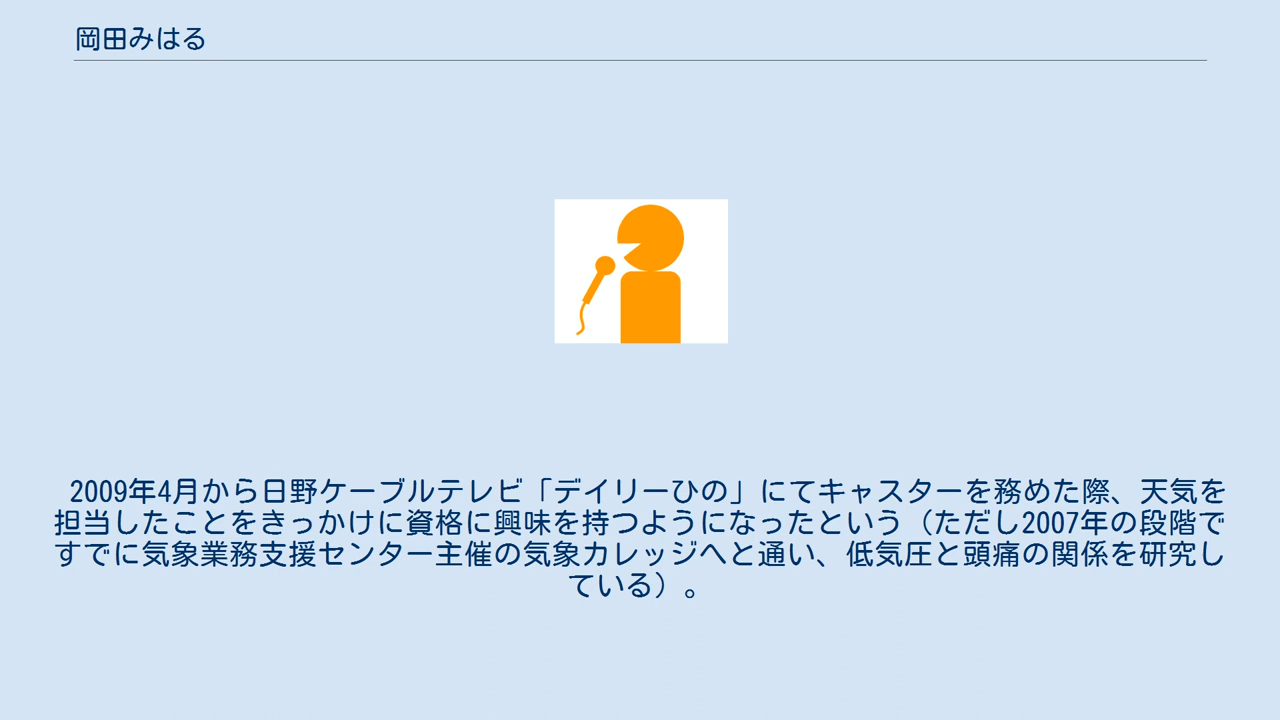 岡田みはる
2009年4月から日野ケーブルテレビ「デイリーひの」にてキャスターを務めた際、天気を
担当したことをきっかけに資格に興味を持つようになったという（ただし2007年の段階で
すでに気象業務支援センター主催の気象カレッジへと通い、低気圧と頭痛の関係を研究し
ている）。